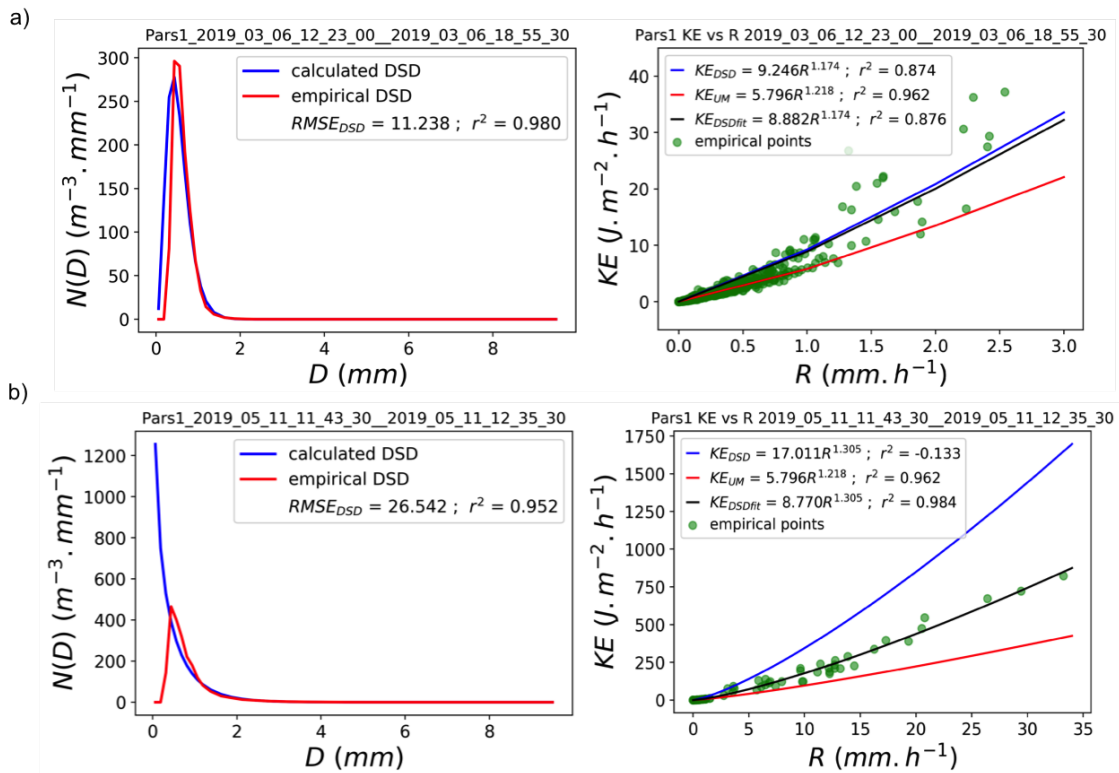 a)
Pars1_2019_03_06_12_23_00__2019_03_06_18_55_30
calculated DSD
empirical DSD
RMSE_DSD = 11.238 ; r² = 0.980
N(D) (m⁻³.mm⁻¹)
300
250
200
150
100
50
0
0 2 4 6 8
D (mm)
Pars1 KE vs R 2019_03_06_12_23_00__2019_03_06_18_55_30
KE_DSD = 9.246R^1.174 ; r² = 0.874
KE_UM = 5.796R^1.218 ; r² = 0.962
KE_DSDfit = 8.882R^1.174 ; r² = 0.876
empirical points
KE (J.m⁻².h⁻¹)
40
30
20
10
0
0.0 0.5 1.0 1.5 2.0 2.5 3.0
R (mm.h⁻¹)
b)
Pars1_2019_05_11_11_43_30__2019_05_11_12_35_30
calculated DSD
empirical DSD
RMSE_DSD = 26.542 ; r² = 0.952
N(D) (m⁻³.mm⁻¹)
1200
1000
800
600
400
200
0
0 2 4 6 8
D (mm)
Pars1 KE vs R 2019_05_11_11_43_30__2019_05_11_12_35_30
KE_DSD = 17.011R^1.305 ; r² = -0.133
KE_UM = 5.796R^1.218 ; r² = 0.962
KE_DSDfit = 8.770R^1.305 ; r² = 0.984
empirical points
KE (J.m⁻².h⁻¹)
1750
1500
1250
1000
750
500
250
0
0 5 10 15 20 25 30 35
R (mm.h⁻¹)